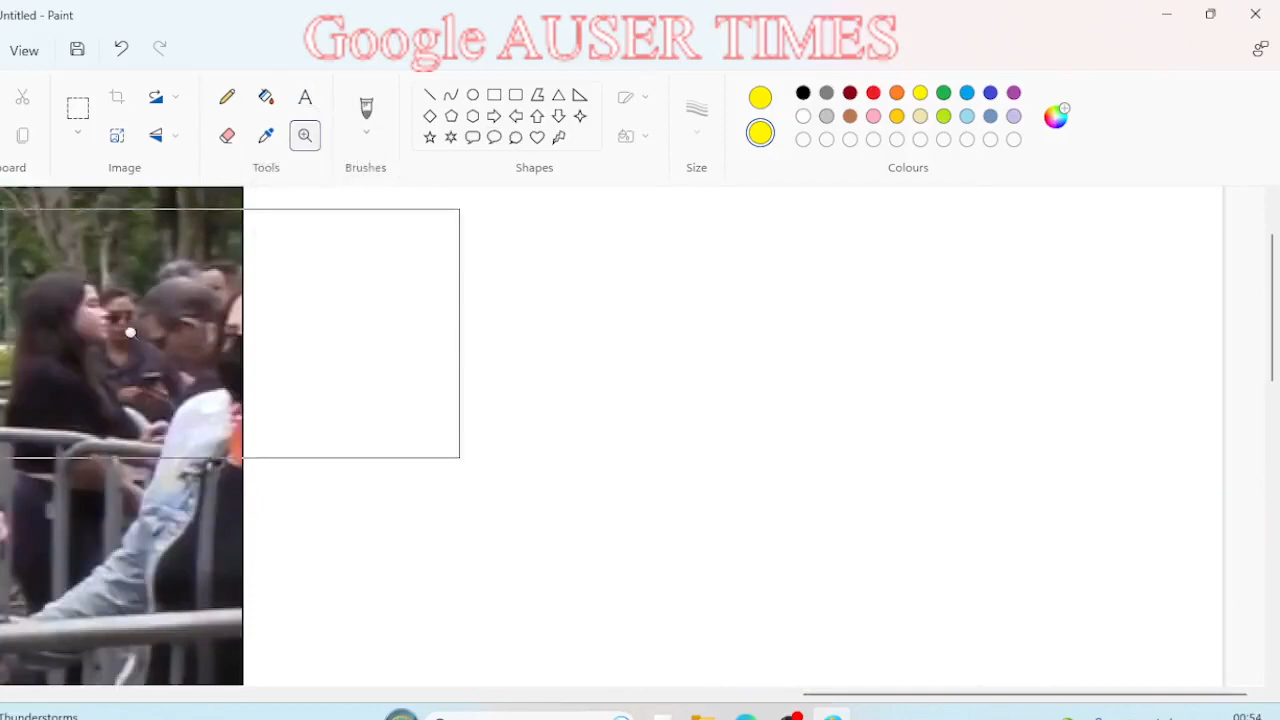 Untitled - Paint
Google AUSER TIMES
View
Image
Tools
Brushes
Shapes
Size
Colours
Thunderstorms
00:54